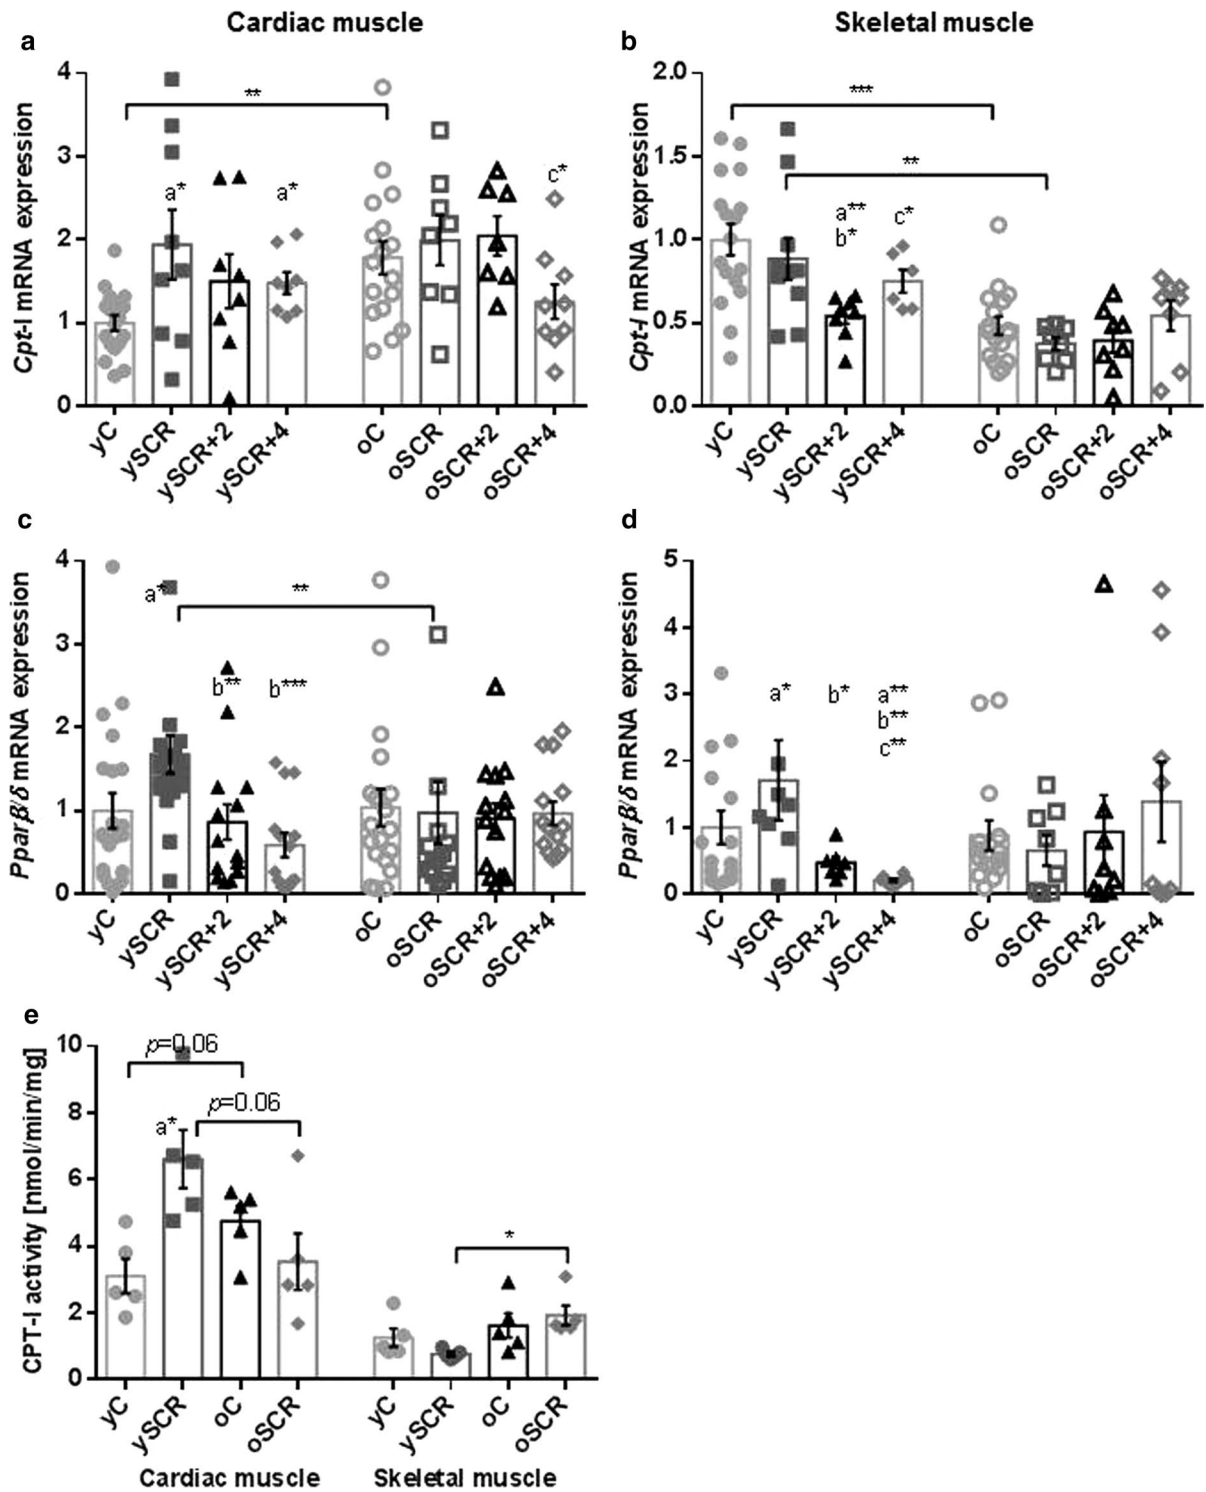 Cardiac muscle
Skeletal muscle
a
Cpt-I mRNA expression
4
3
2
1
0
**
a*
a*
c*
yC
ySCR
ySCR+2
ySCR+4
oC
oSCR
oSCR+2
oSCR+4
b
Cpt-I mRNA expression
2.0
1.5
1.0
0.5
0.0
***
**
a**
b*
c*
yC
ySCR
ySCR+2
ySCR+4
oC
oSCR
oSCR+2
oSCR+4
c
Pparβ/δ mRNA expression
4
3
2
1
0
a*
**
b**
b***
yC
ySCR
ySCR+2
ySCR+4
oC
oSCR
oSCR+2
oSCR+4
d
Pparβ/δ mRNA expression
5
4
3
2
1
0
a*
b*
a**
b**
c**
yC
ySCR
ySCR+2
ySCR+4
oC
oSCR
oSCR+2
oSCR+4
e
CPT-I activity [nmol/min/mg]
10
8
6
4
2
0
p=0.06
p=0.06
a*
*
yC
ySCR
oC
oSCR
yC
ySCR
oC
oSCR
Cardiac muscle
Skeletal muscle